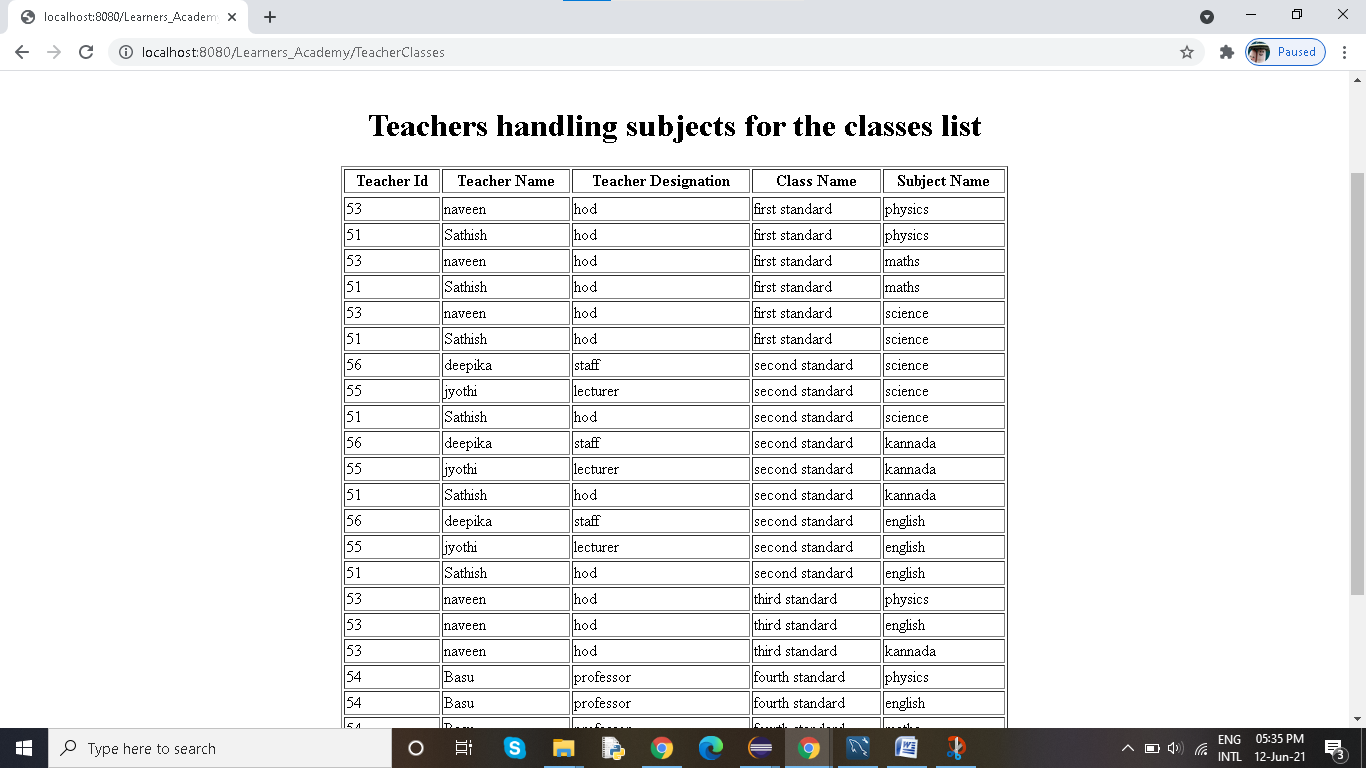 localhost:8080/Learners_Academ
localhost:8080/Learners_Academy/TeacherClasses
Paused
Teachers handling subjects for the classes list
Teacher Id Teacher Name Teacher Designation Class Name Subject Name
53 naveen hod first standard physics
51 Sathish hod first standard physics
53 naveen hod first standard maths
51 Sathish hod first standard maths
53 naveen hod first standard science
51 Sathish hod first standard science
56 deepika staff second standard science
55 jyothi lecturer second standard science
51 Sathish hod second standard science
56 deepika staff second standard kannada
55 jyothi lecturer second standard kannada
51 Sathish hod second standard kannada
56 deepika staff second standard english
55 jyothi lecturer second standard english
51 Sathish hod second standard english
53 naveen hod third standard physics
53 naveen hod third standard english
53 naveen hod third standard kannada
54 Basu professor fourth standard physics
54 Basu professor fourth standard english
54 Basu professor fourth standard maths
Type here to search
ENG 05:35 PM
INTL 12-Jun-21
3